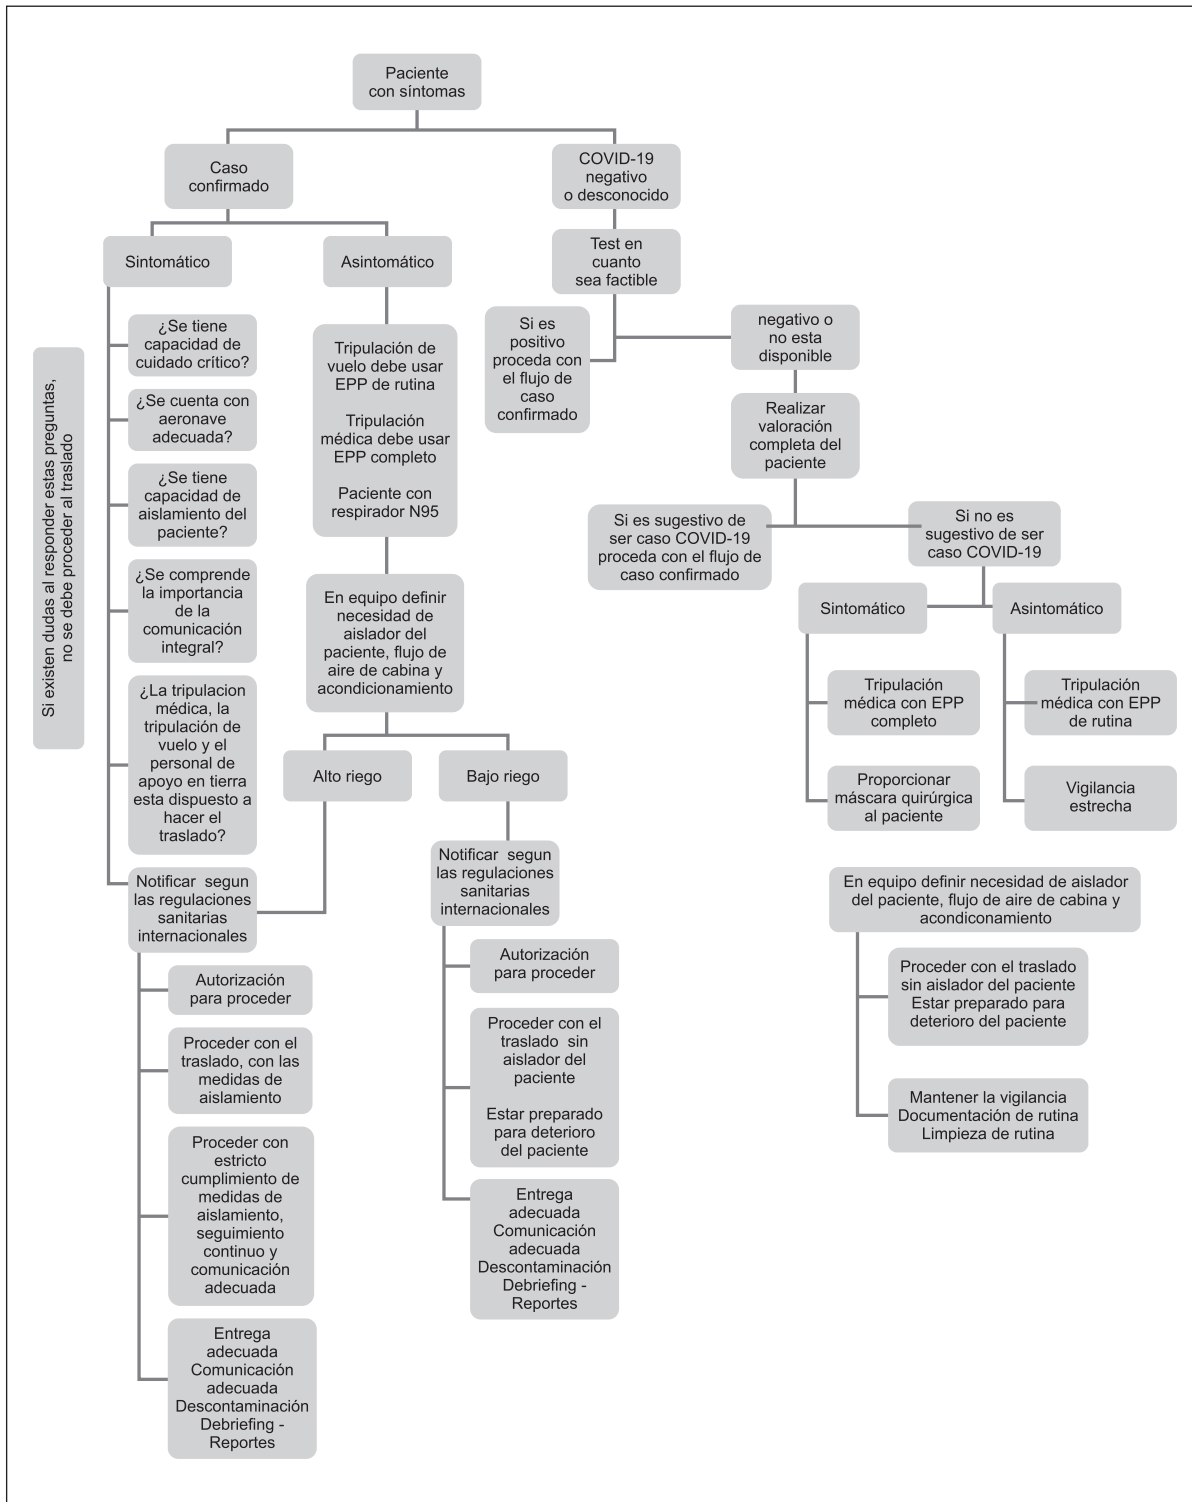 Paciente
con síntomas
Caso
confirmado
COVID-19
negativo
o desconocido
Sintomático
Asintomático
Test en
cuanto
sea factible
Si existen dudas al responder estas preguntas,
no se debe proceder al traslado
¿Se tiene
capacidad de
cuidado crítico?
¿Se cuenta con
aeronave
adecuada?
¿Se tiene
capacidad de
aislamiento del
paciente?
¿Se comprende
la importancia
de la
comunicación
integral?
¿La tripulacion
médica, la
tripulación de
vuelo y el
personal de
apoyo en tierra
esta dispuesto a
hacer el
traslado?
Notificar segun
las regulaciones
sanitarias
internacionales
Autorización
para proceder
Proceder con el
traslado, con las
medidas de
aislamiento
Proceder con
estricto
cumplimiento de
medidas de
aislamiento,
seguimiento
continuo y
comunicación
adecuada
Entrega
adecuada
Comunicación
adecuada
Descontaminación
Debriefing -
Reportes
Tripulación de
vuelo debe usar
EPP de rutina
Tripulación
médica debe usar
EPP completo
Paciente con
respirador N95
En equipo definir
necesidad de
aislador del
paciente, flujo de
aire de cabina y
acondicionamiento
Alto riego
Bajo riego
Notificar segun
las regulaciones
sanitarias
internacionales
Autorización
para proceder
Proceder con el
traslado sin
aislador del
paciente
Estar preparado
para deterioro
del paciente
Entrega
adecuada
Comunicación
adecuada
Descontaminación
Debriefing -
Reportes
Si es
positivo
proceda con
el flujo de
caso
confirmado
negativo o
no esta
disponible
Realizar
valoración
completa del
paciente
Si es sugestivo de
ser caso COVID-19
proceda con el flujo de
caso confirmado
Si no es
sugestivo de ser
caso COVID-19
Sintomático
Asintomático
Tripulación
médica con EPP
completo
Proporcionar
máscara quirúrgica
al paciente
Tripulación
médica con EPP
de rutina
Vigilancia
estrecha
En equipo definir necesidad de aislador
del paciente, flujo de aire de cabina y
acondiconamiento
Proceder con el traslado
sin aislador del paciente
Estar preparado para
deterioro del paciente
Mantener la vigilancia
Documentación de rutina
Limpieza de rutina